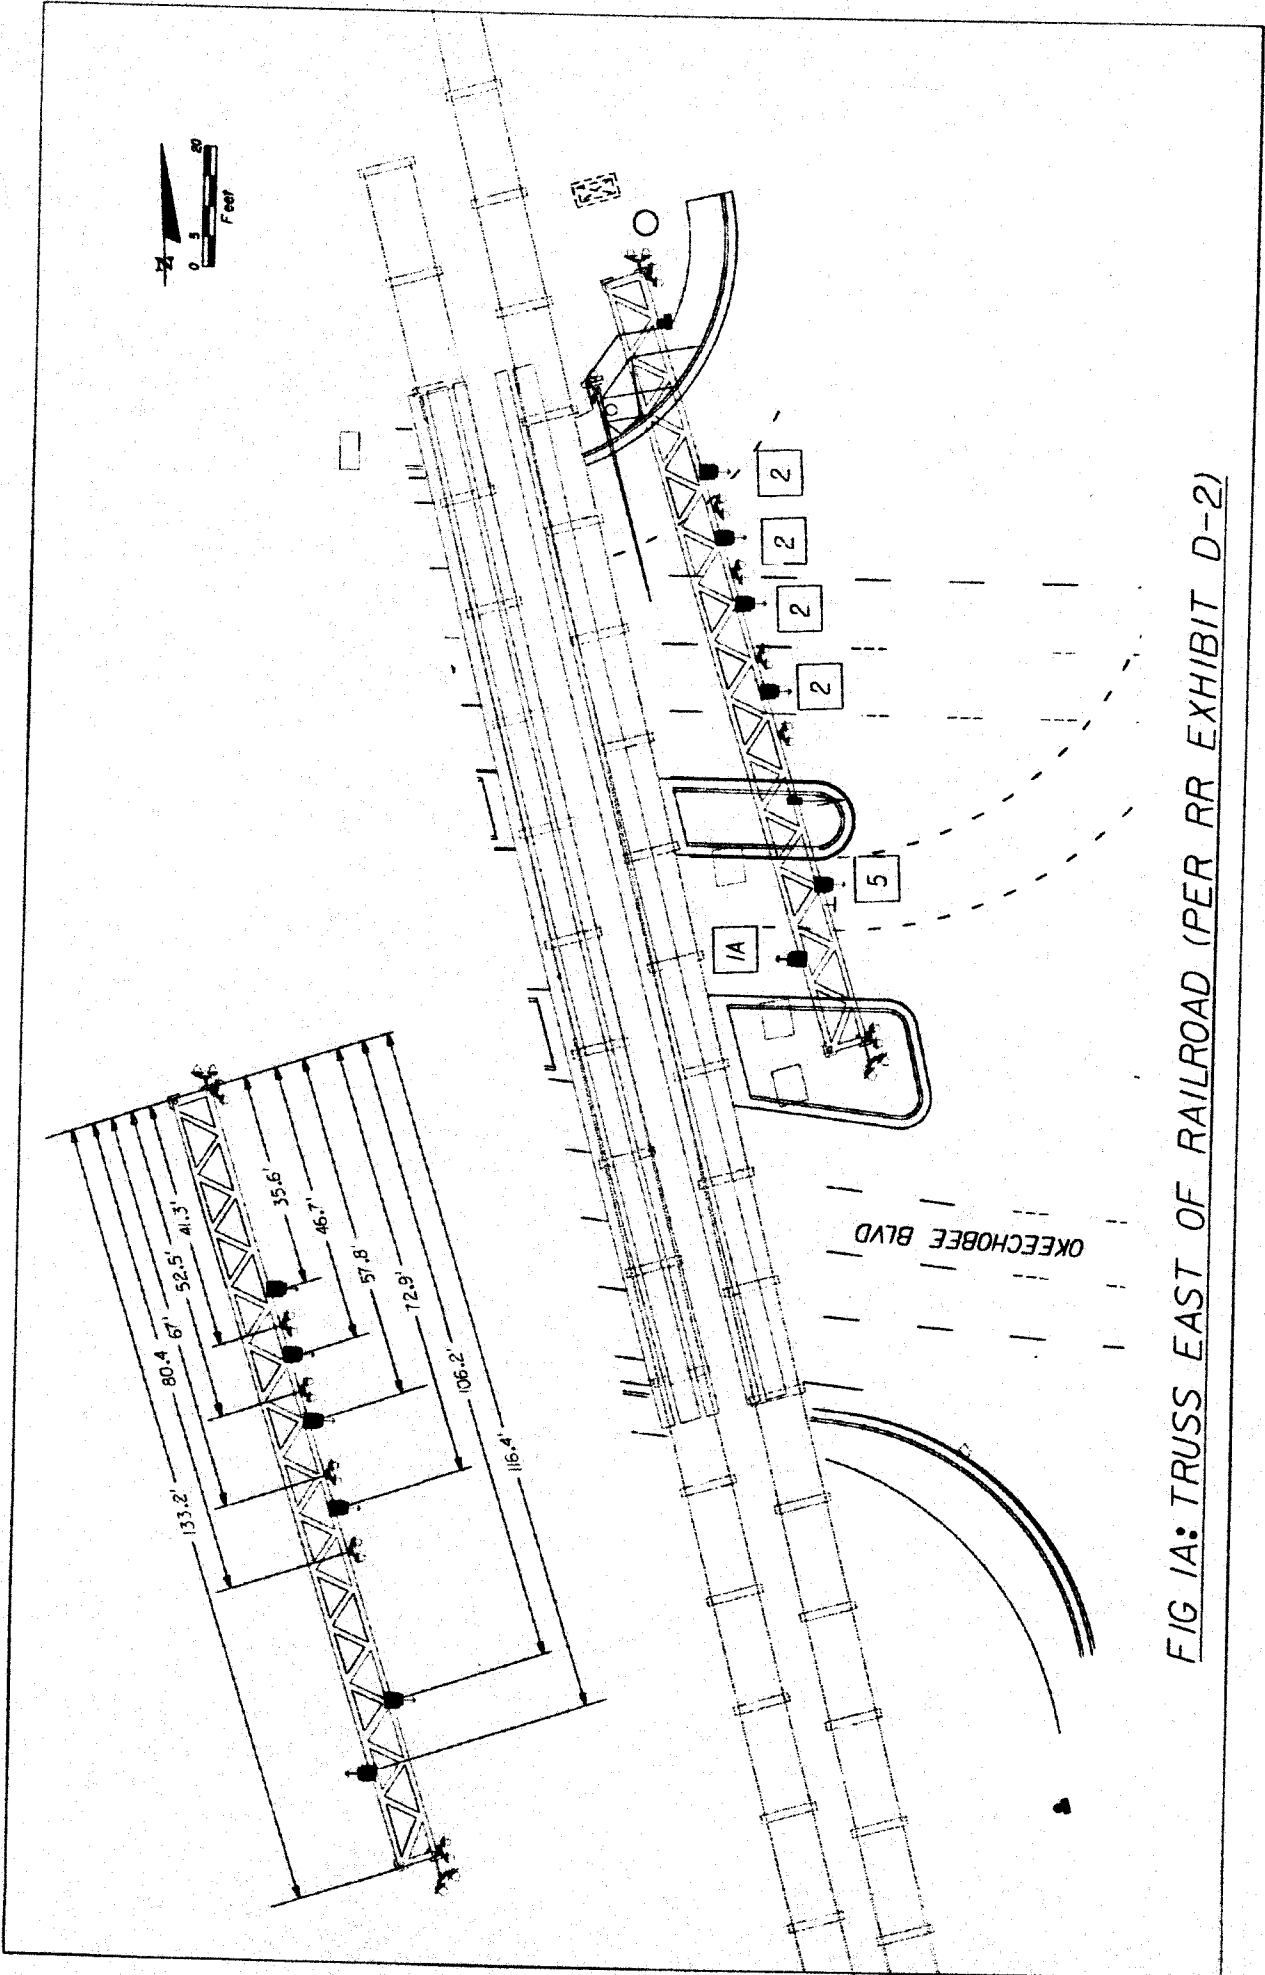 N
0 5 20
Feet
133.2'
80.4
67'
52.5'
41.3'
35.6'
46.7'
57.8'
72.9'
106.2'
116.4'
2
2
2
2
5
1A
OKEECHOBEE BLVD
FIG 1A: TRUSS EAST OF RAILROAD (PER RR EXHIBIT D-2)